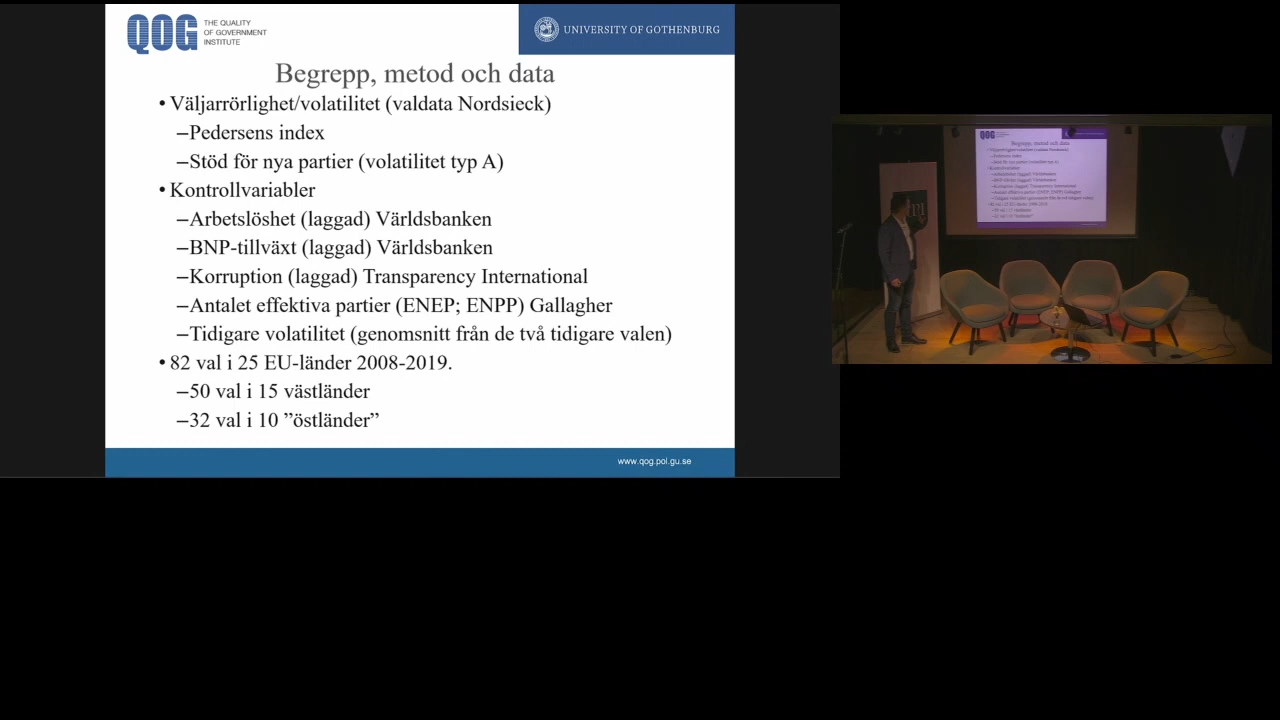 QOG
THE QUALITY
OF GOVERNMENT
INSTITUTE
UNIVERSITY OF GOTHENBURG
Begrepp, metod och data
• Väljarrörlighet/volatilitet (valdata Nordsieck)
–Pedersens index
–Stöd för nya partier (volatilitet typ A)
• Kontrollvariabler
–Arbetslöshet (laggad) Världsbanken
–BNP-tillväxt (laggad) Världsbanken
–Korruption (laggad) Transparency International
–Antalet effektiva partier (ENEP; ENPP) Gallagher
–Tidigare volatilitet (genomsnitt från de två tidigare valen)
• 82 val i 25 EU-länder 2008-2019.
–50 val i 15 västländer
–32 val i 10 ”östländer”
www.qog.pol.gu.se